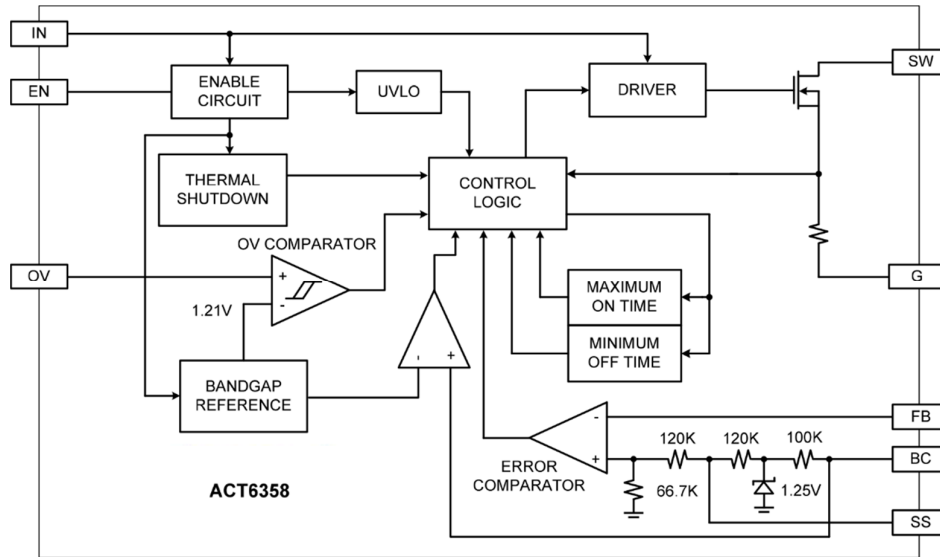 IN
SW
EN
ENABLE
CIRCUIT
UVLO
DRIVER
THERMAL
SHUTDOWN
CONTROL
LOGIC
OV COMPARATOR
OV
+
-
1.21V
G
MAXIMUM
ON TIME
MINIMUM
OFF TIME
-
+
BANDGAP
REFERENCE
FB
-
+
120K
120K
100K
BC
ERROR
COMPARATOR
66.7K
1.25V
ACT6358
SS